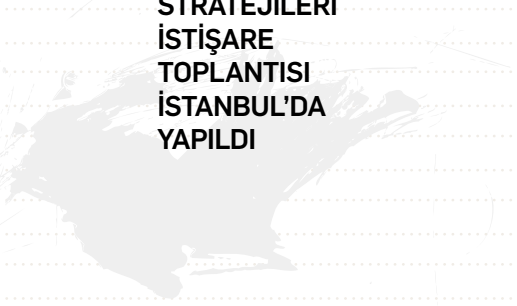 STRATEJİLERİ
İSTİŞARE
TOPLANTISI
İSTANBUL’DA
YAPILDI